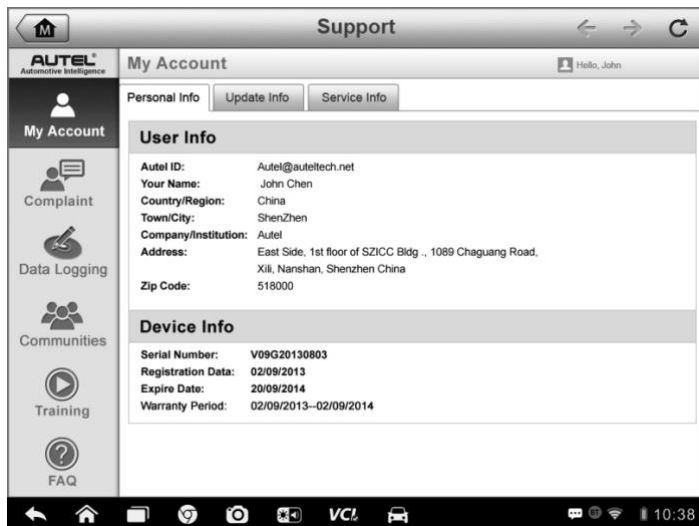 M
Support
AUTEL®
Automotive Intelligence
My Account
Hello, John
Personal Info
Update Info
Service Info
My Account
User Info
Autel ID: Autel@auteltech.net
Your Name: John Chen
Country/Region: China
Town/City: ShenZhen
Company/Institution: Autel
Address: East Side, 1st floor of SZICC Bldg ., 1089 Chaguang Road,
Xili, Nanshan, Shenzhen China
Zip Code: 518000
Complaint
Data Logging
Communities
Training
FAQ
Device Info
Serial Number: V09G20130803
Registration Data: 02/09/2013
Expire Date: 20/09/2014
Warranty Period: 02/09/2013--02/09/2014
VCI
10:38